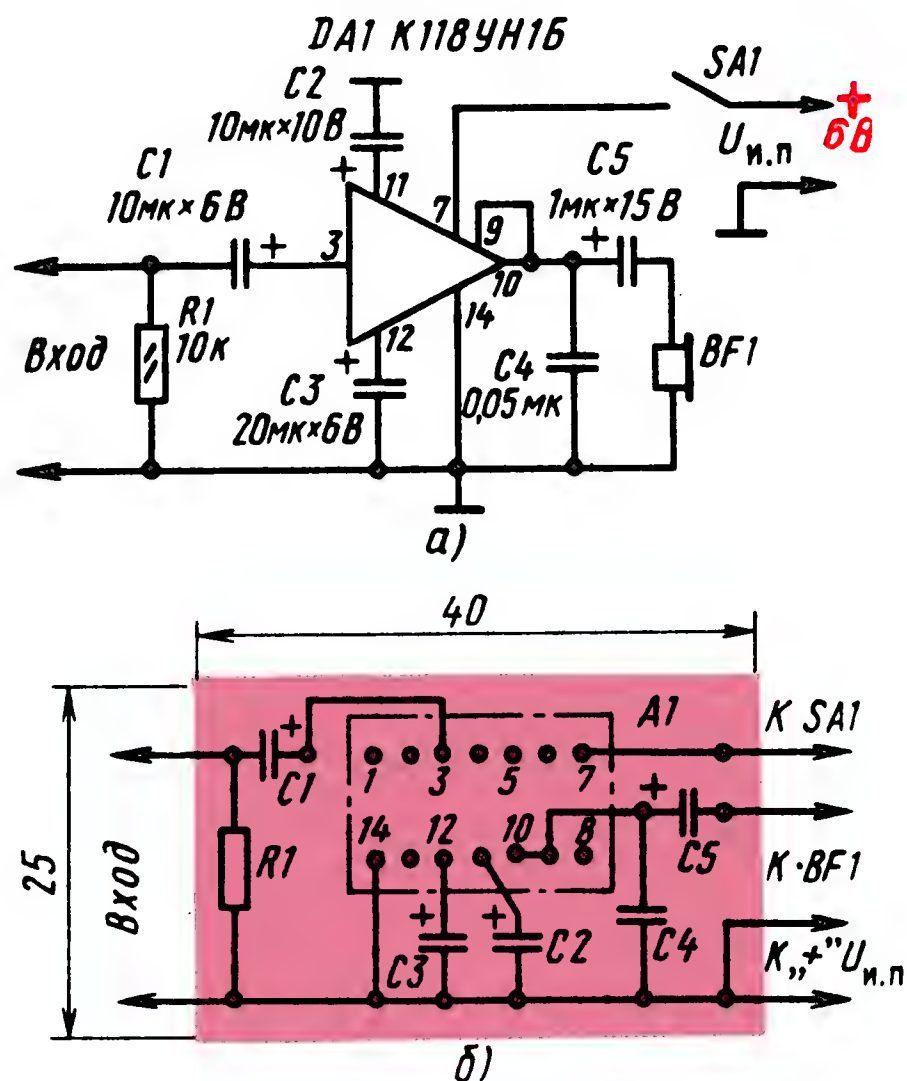 DA1 К118УН1Б
SA1
+
6В
Uи.п
C2
10мк×10В
C1
10мк×6В
+
+
11
7
9
C5
1мк×15В
+
3
10
14
12
+
R1
10к
Вход
C3
20мк×6В
C4
0,05мк
BF1
а)
40
25
Вход
+
C1
R1
A1
1
3
5
7
14
12
10
8
+
C3
+
C2
C4
+
C5
К SA1
К BF1
К „+" Uи.п
б)